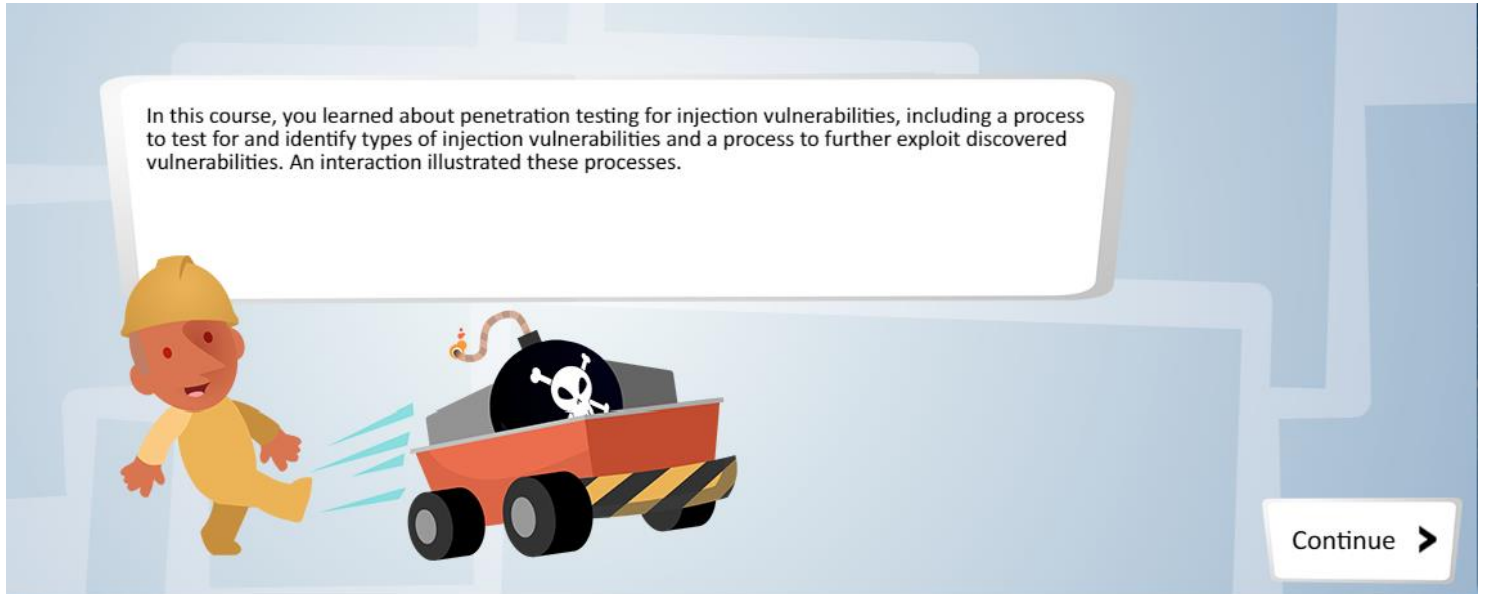 In this course, you learned about penetration testing for injection vulnerabilities, including a process
to test for and identify types of injection vulnerabilities and a process to further exploit discovered
vulnerabilities. An interaction illustrated these processes.
Continue >